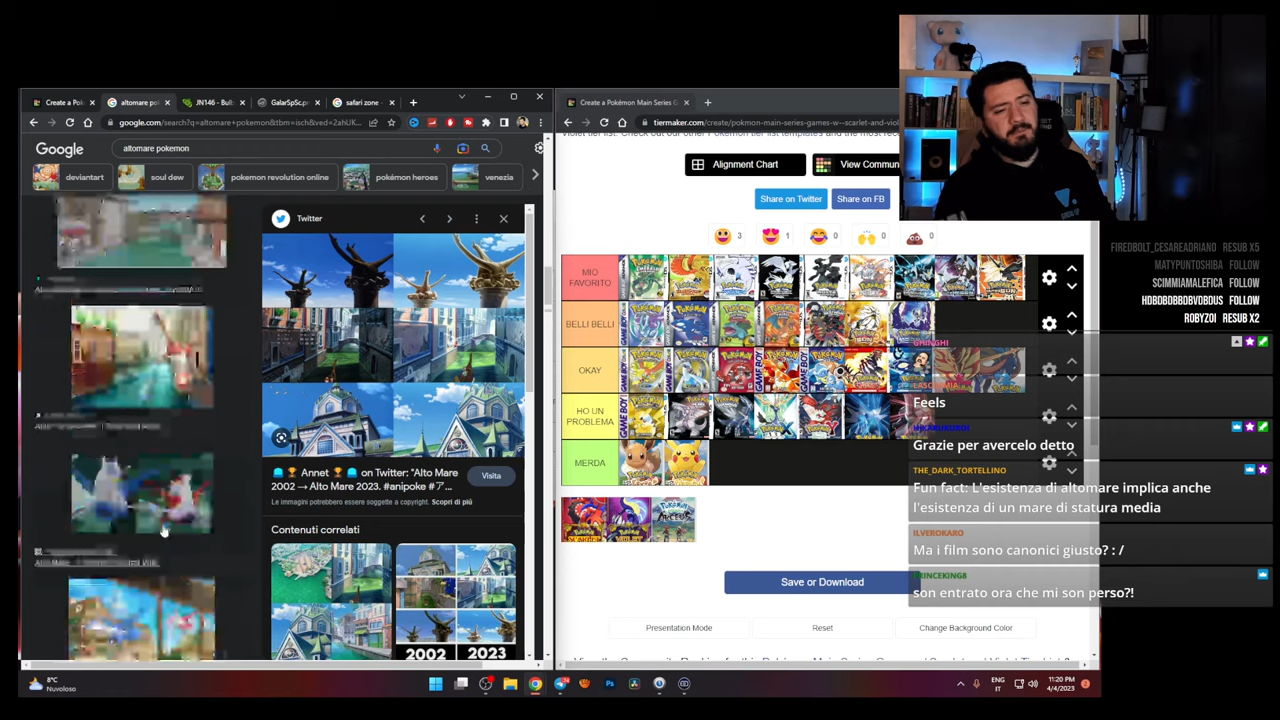 Create a Pok
altomare po
JN146 - Bulb
GalarSpSc.p
safari zone -
google.com/search?q=altomare+pokemon&tbm=isch&ved=2ahUK...
Google
altomare pokemon
deviantart
soul dew
pokemon revolution online
pokémon heroes
venezia
Twitter
Annet on Twitter: "Alto Mare
2002 → Alto Mare 2023. #anipoke #ア...
Visita
Le immagini potrebbero essere soggette a copyright. Scopri di più
Contenuti correlati
2002
2023
Create a Pokémon Main Series G
tiermaker.com/create/pokmon-main-series-games-w--scarlet-and-viol
Alignment Chart
View Commun
Share on Twitter
Share on FB
3
1
0
0
0
MIO
FAVORITO
BELLI BELLI
OKAY
HO UN
PROBLEMA
MERDA
Save or Download
Presentation Mode
Reset
Change Background Color
FIREDBOLT_CESAREADRIANO RESUB X5
MATYPUNTOSHIBA FOLLOW
SCIMMIAMALEFICA FOLLOW
HDBOBDBBDBVDBDUS FOLLOW
ROBYZOI RESUB X2
Feels
Grazie per avercelo detto
THE_DARK_TORTELLINO
Fun fact: L'esistenza di altomare implica anche
l'esistenza di un mare di statura media
ILVEROKARO
Ma i film sono canonici giusto? : /
PRINCEKING8
son entrato ora che mi son perso?!
8°C
Nuvoloso
ENG
IT
11:20 PM
4/4/2023
2